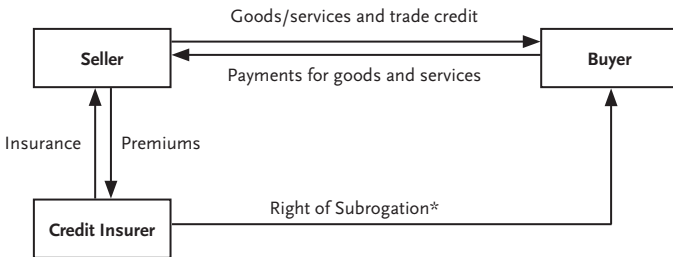 Goods/services and trade credit
Seller
Buyer
Payments for goods and services
Insurance
Premiums
Right of Subrogation*
Credit Insurer